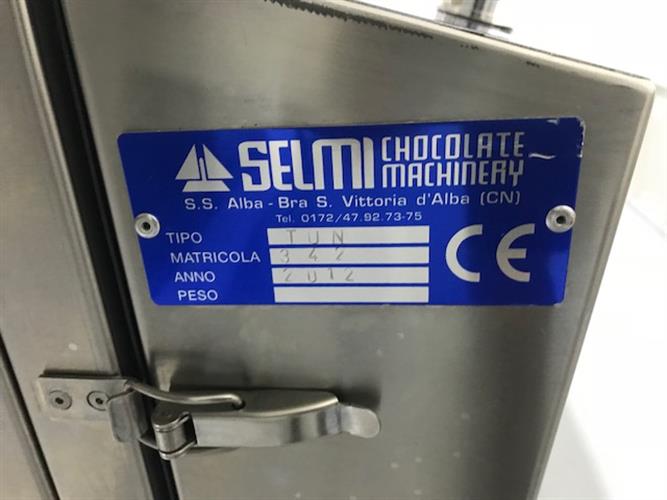 SELMI CHOCOLATE MACHINERY
S.S. Alba - Bra S. Vittoria d'Alba (CN)
Tel. 0172/47.92.73-75
TIPO TUN
MATRICOLA 342
ANNO 2012
PESO
CE